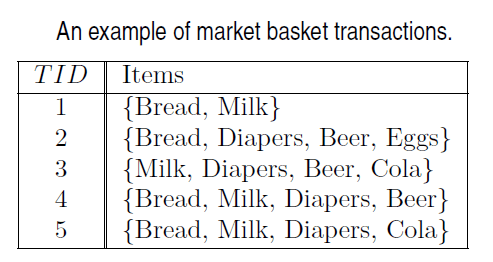 An example of market basket transactions.
TID Items
1 {Bread, Milk}
2 {Bread, Diapers, Beer, Eggs}
3 {Milk, Diapers, Beer, Cola}
4 {Bread, Milk, Diapers, Beer}
5 {Bread, Milk, Diapers, Cola}